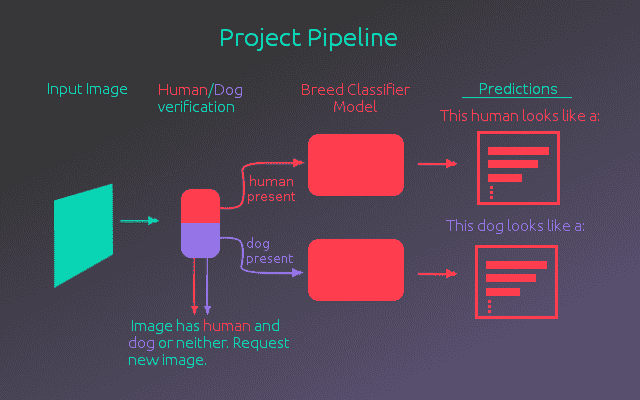 Project Pipeline
Input Image
Human/Dog
verification
Breed Classifier
Model
Predictions
This human looks like a:
human
present
This dog looks like a:
dog
present
Image has human and
dog or neither. Request
new image.